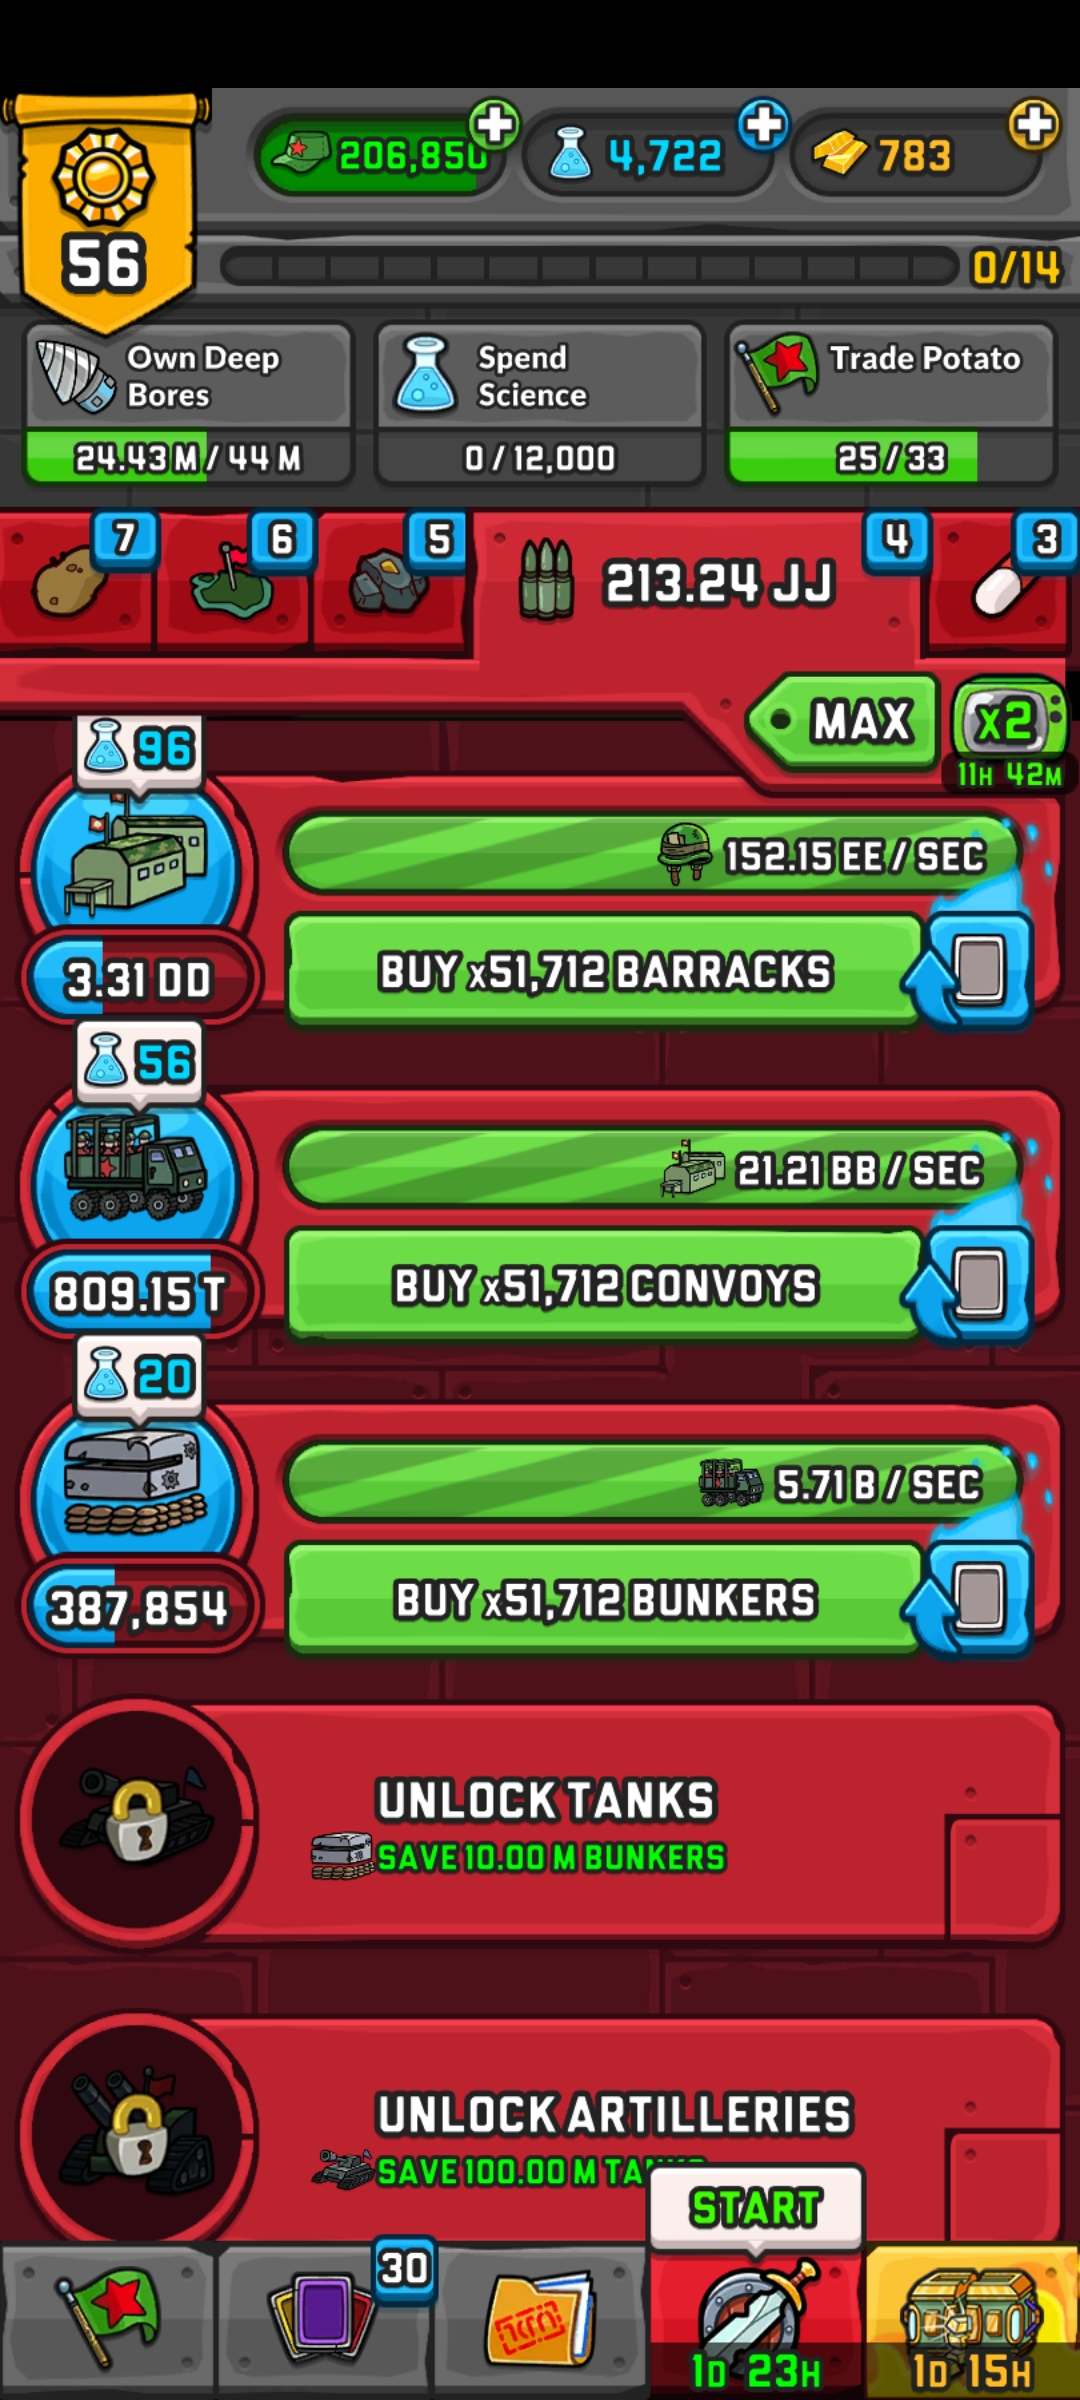 206,850
4,722
783
56
0/14
Own Deep
Bores
24.43 M / 44 M
Spend
Science
0 / 12,000
Trade Potato
25 / 33
7
6
5
213.24 JJ
4
3
MAX
x2
11H 42M
96
152.15 EE / SEC
3.31 DD
BUY x51,712 BARRACKS
56
21.21 BB / SEC
809.15 T
BUY x51,712 CONVOYS
20
5.71 B / SEC
387,854
BUY x51,712 BUNKERS
UNLOCK TANKS
SAVE 10.00 M BUNKERS
UNLOCK ARTILLERIES
SAVE 100.00 M
START
30
1D 23H
1D 15H